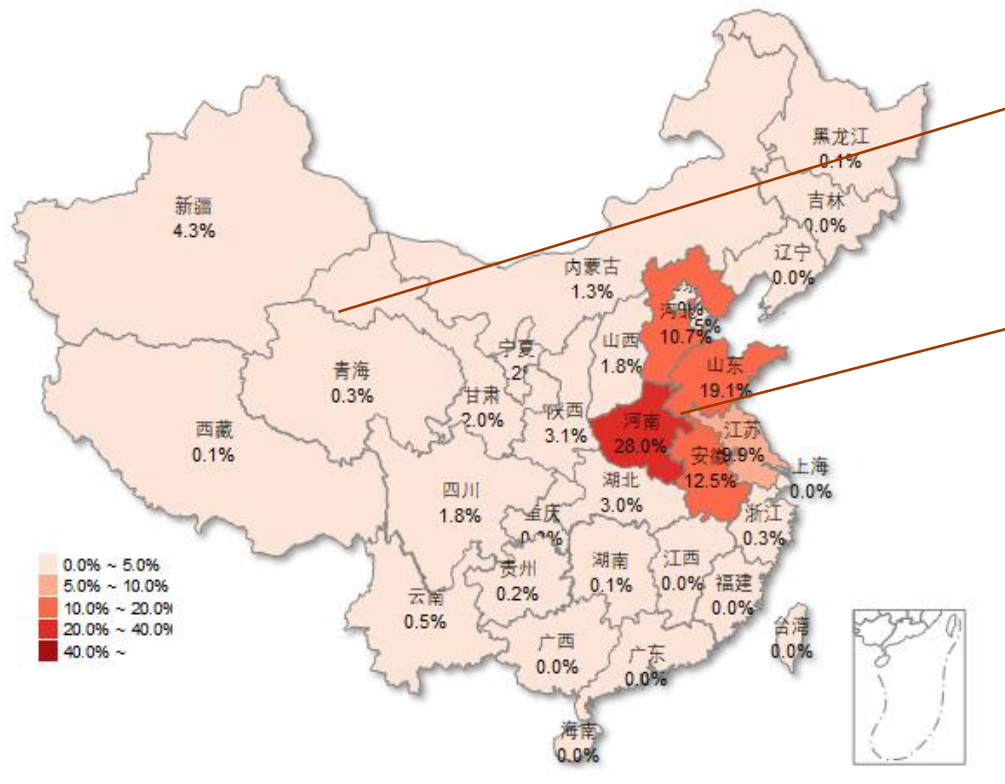 黑龙江
0.1%
吉林
0.0%
辽宁
0.0%
新疆
4.3%
内蒙古
1.3%
河北
10.7%
山西
1.8%
宁夏
山东
19.1%
青海
0.3%
甘肃
2.0%
陕西
3.1%
河南
28.0%
江苏
9.9%
西藏
0.1%
安徽
12.5%
上海
0.0%
湖北
3.0%
四川
1.8%
重庆
浙江
0.3%
湖南
0.1%
江西
0.0%
贵州
0.2%
福建
0.0%
云南
0.5%
广西
0.0%
广东
0.0%
台湾
0.0%
海南
0.0%
0.0% ~ 5.0%
5.0% ~ 10.0%
10.0% ~ 20.0%
20.0% ~ 40.0%
40.0% ~